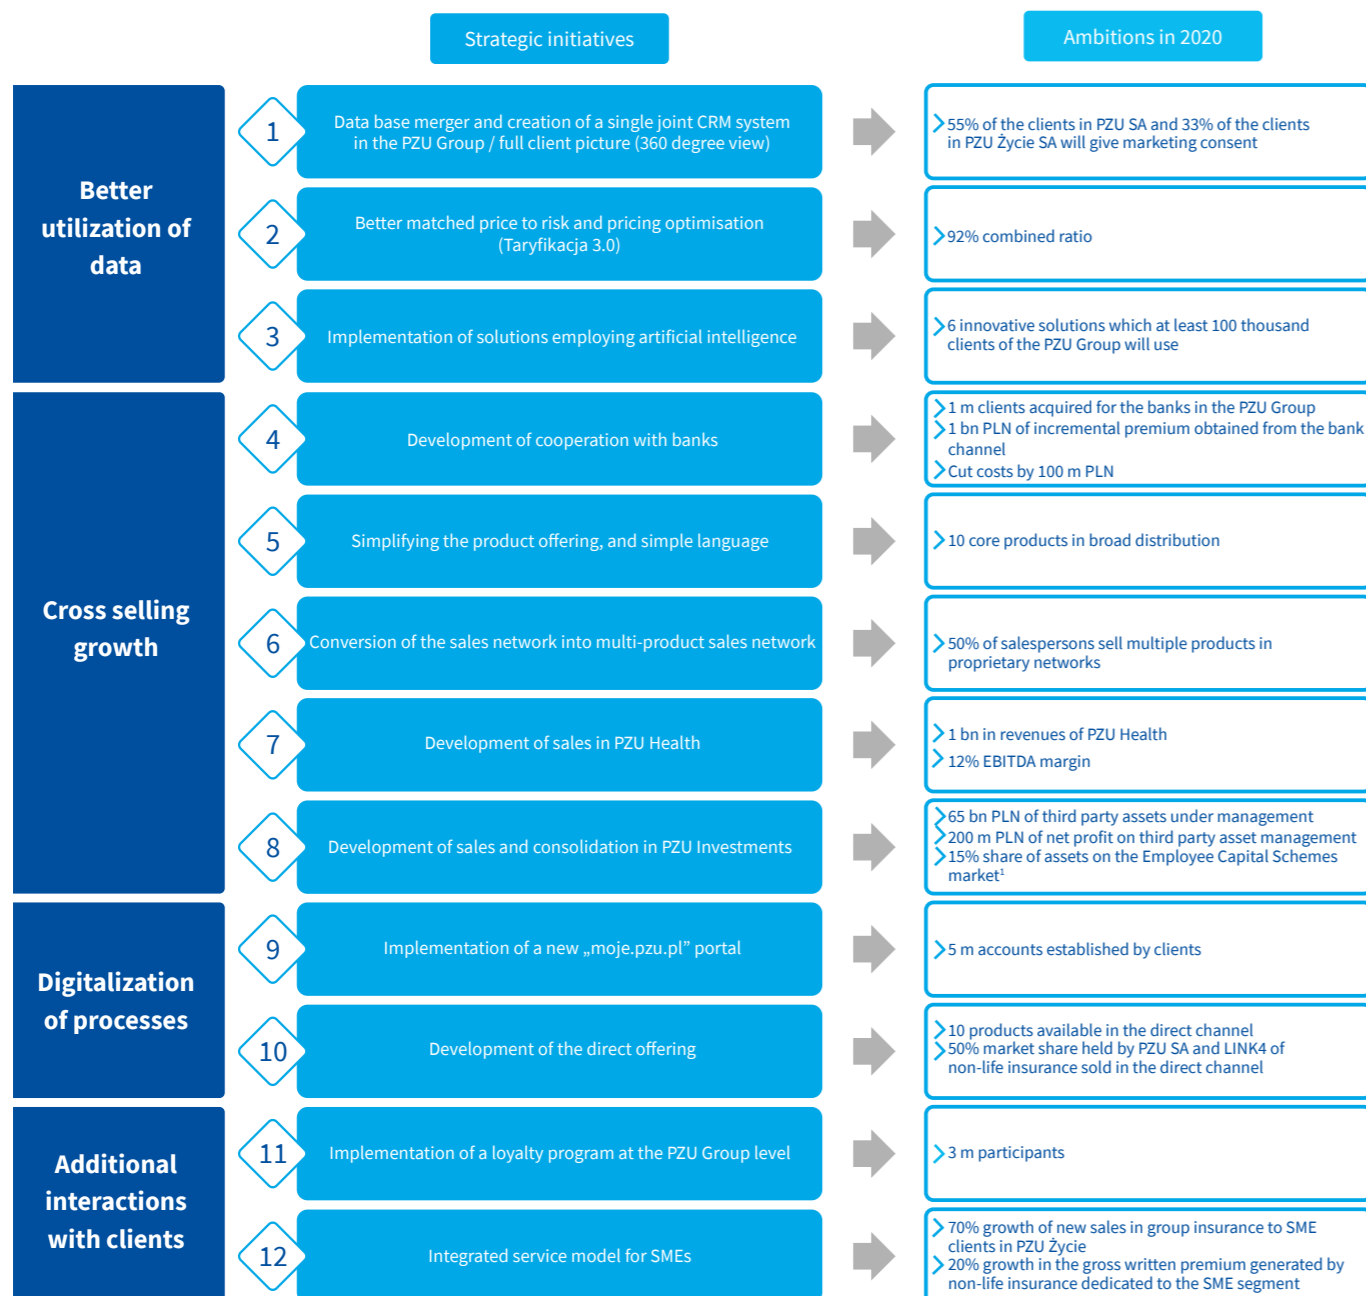 Strategic initiatives
Ambitions in 2020
Better
utilization of
data
1
Data base merger and creation of a single joint CRM system
in the PZU Group / full client picture (360 degree view)
55% of the clients in PZU SA and 33% of the clients
in PZU Życie SA will give marketing consent
2
Better matched price to risk and pricing optimisation
(Taryfikacja 3.0)
92% combined ratio
3
Implementation of solutions employing artificial intelligence
6 innovative solutions which at least 100 thousand
clients of the PZU Group will use
Cross selling
growth
4
Development of cooperation with banks
1 m clients acquired for the banks in the PZU Group
1 bn PLN of incremental premium obtained from the bank
channel
Cut costs by 100 m PLN
5
Simplifying the product offering, and simple language
10 core products in broad distribution
6
Conversion of the sales network into multi-product sales network
50% of salespersons sell multiple products in
proprietary networks
7
Development of sales in PZU Health
1 bn in revenues of PZU Health
12% EBITDA margin
8
Development of sales and consolidation in PZU Investments
65 bn PLN of third party assets under management
200 m PLN of net profit on third party asset management
15% share of assets on the Employee Capital Schemes
market¹
Digitalization
of processes
9
Implementation of a new „moje.pzu.pl” portal
5 m accounts established by clients
10
Development of the direct offering
10 products available in the direct channel
50% market share held by PZU SA and LINK4 of
non-life insurance sold in the direct channel
Additional
interactions
with clients
11
Implementation of a loyalty program at the PZU Group level
3 m participants
12
Integrated service model for SMEs
70% growth of new sales in group insurance to SME
clients in PZU Życie
20% growth in the gross written premium generated by
non-life insurance dedicated to the SME segment